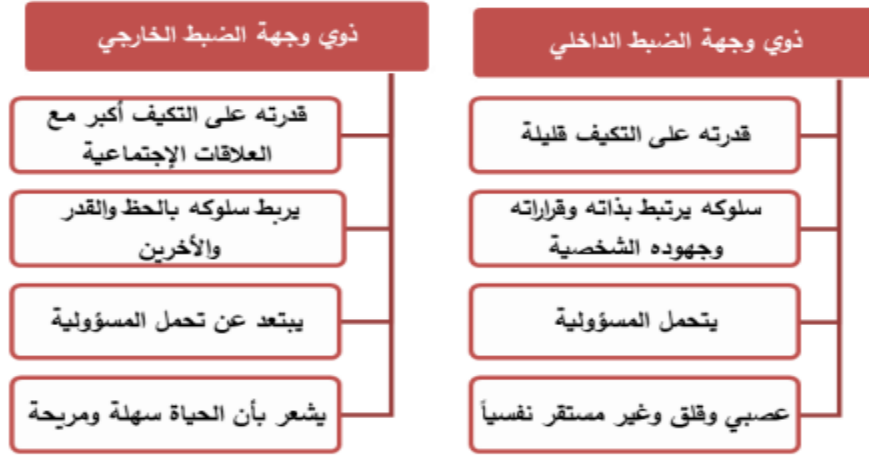 ذوي وجهة الضبط الداخلي
قدرته على التكيف قليلة
سلوكه يرتبط بذاته وقراراته
وجهوده الشخصية
يتحمل المسؤولية
عصبي وقلق وغير مستقر نفسياً
ذوي وجهة الضبط الخارجي
قدرته على التكيف أكبر مع
العلاقات الإجتماعية
يربط سلوكه بالحظ والقدر
والأخرين
يبتعد عن تحمل المسؤولية
يشعر بأن الحياة سهلة ومريحة